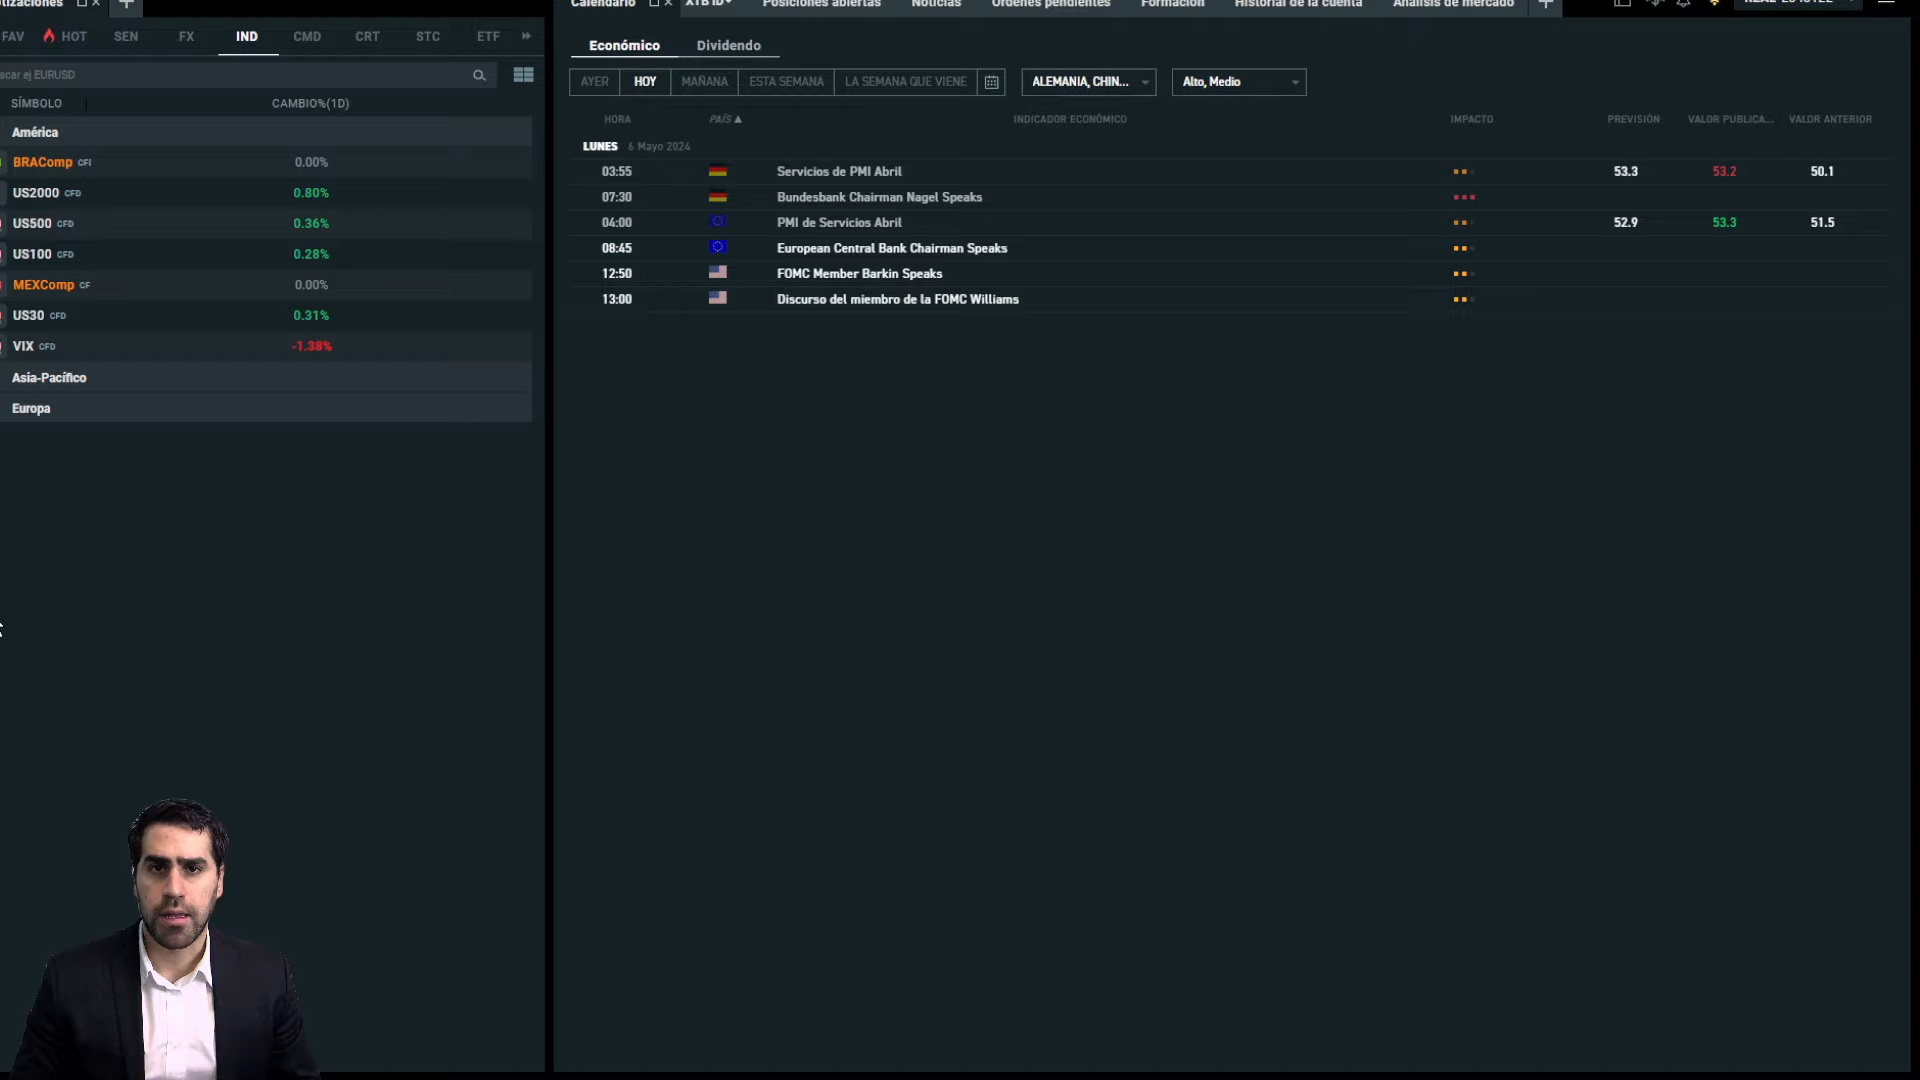 Calendario XTB ID Posiciones abiertas Noticias Órdenes pendientes Formación Historial de la cuenta Análisis de mercado
FAV HOT SEN FX IND CMD CRT STC ETF
scar ej EURUSD
SÍMBOLO CAMBIO%(1D)
América
BRAComp CFI 0.00%
US2000 CFD 0.80%
US500 CFD 0.36%
US100 CFD 0.28%
MEXComp CF 0.00%
US30 CFD 0.31%
VIX CFD -1.38%
Asia-Pacífico
Europa
Económico Dividendo
AYER HOY MAÑANA ESTA SEMANA LA SEMANA QUE VIENE ALEMANIA, CHIN... Alto, Medio
HORA PAÍS▲ INDICADOR ECONÓMICO IMPACTO PREVISIÓN VALOR PUBLICA... VALOR ANTERIOR
LUNES 6 Mayo 2024
03:55 Servicios de PMI Abril 53.3 53.2 50.1
07:30 Bundesbank Chairman Nagel Speaks
04:00 PMI de Servicios Abril 52.9 53.3 51.5
08:45 European Central Bank Chairman Speaks
12:50 FOMC Member Barkin Speaks
13:00 Discurso del miembro de la FOMC Williams